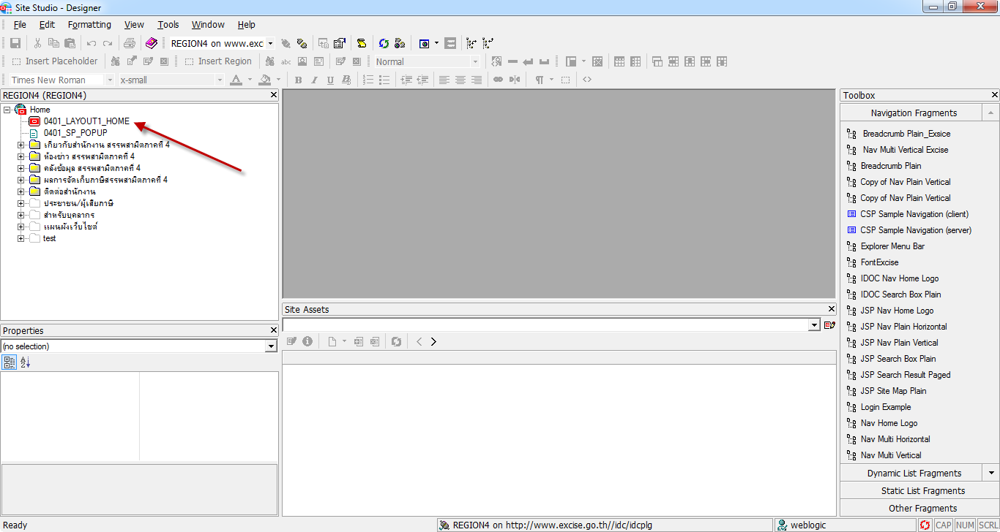 Site Studio - Designer
File Edit Formatting View Tools Window Help
REGION4 on www.exc
Insert Placeholder Insert Region abc Normal
Times New Roman x-small A B I U B
REGION4 (REGION4)
Home
0401_LAYOUT1_HOME
0401_SP_POPUP
เกี่ยวกับสำนักงาน สรรพสามิตภาคที่ 4
ห้องข่าว สรรพสามิตภาคที่ 4
คลังข้อมูล สรรพสามิตภาคที่ 4
ผลการจัดเก็บภาษีสรรพสามิตภาคที่ 4
ติดต่อสำนักงาน
ประชาชน/ผู้เสียภาษี
สำหรับบุคลากร
แผนผังเว็บไซต์
test
Properties
(no selection)
Site Assets
Toolbox
Navigation Fragments
Breadcrumb Plain_Exsice
Nav Multi Vertical Excise
Breadcrumb Plain
Copy of Nav Plain Vertical
Copy of Nav Plain Vertical
CSP Sample Navigation (client)
CSP Sample Navigation (server)
Explorer Menu Bar
FontExcise
IDOC Nav Home Logo
IDOC Search Box Plain
JSP Nav Home Logo
JSP Nav Plain Horizontal
JSP Nav Plain Vertical
JSP Search Box Plain
JSP Search Result Paged
JSP Site Map Plain
Login Example
Nav Home Logo
Nav Multi Horizontal
Nav Multi Vertical
Dynamic List Fragments
Static List Fragments
Other Fragments
Ready REGION4 on http://www.excise.go.th//idc/idcplg weblogic CAP NUM SCRL